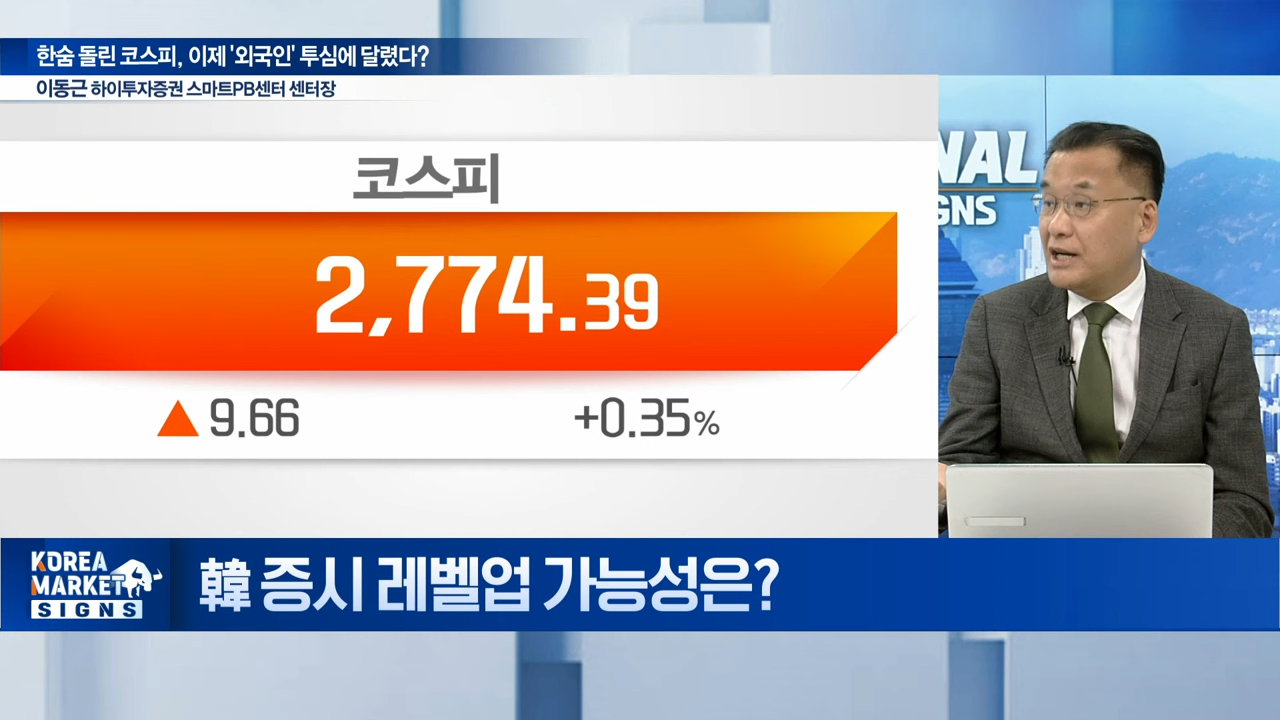 한숨 돌린 코스피, 이제 '외국인' 투심에 달렸다?
이동근 하이투자증권 스마트PB센터 센터장
코스피
2,774.39
▲ 9.66 +0.35%
NAL
GNS
KOREA
MARKET
SIGNS
韓 증시 레벨업 가능성은?